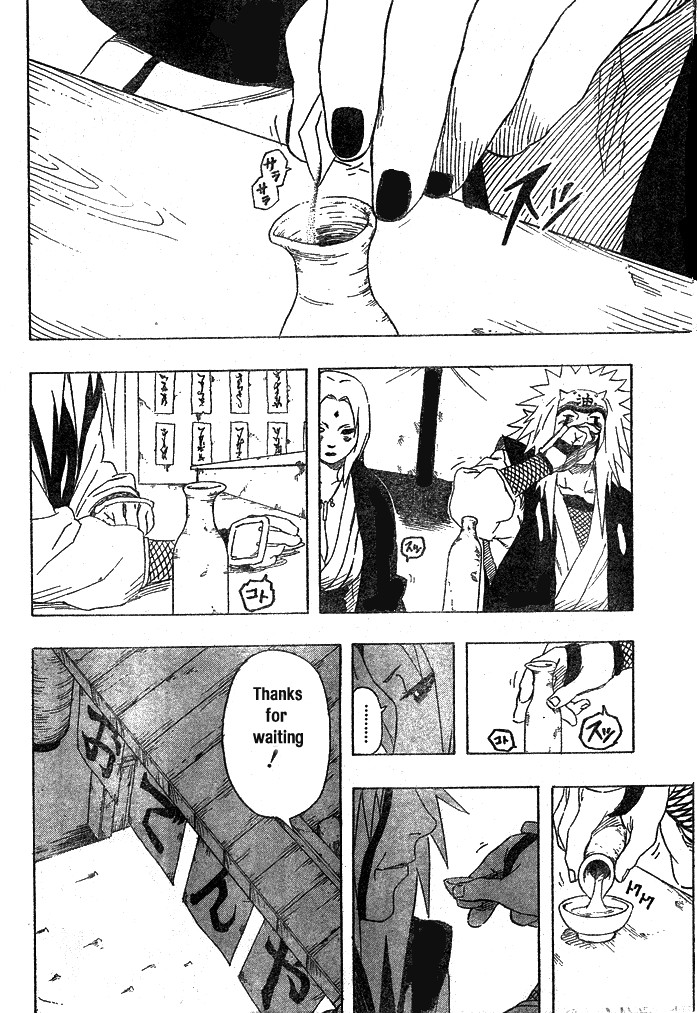 サラ
サラ
スッ
油
スッ
コト
スッ
コト
………
Thanks
for
waiting
!
おでんや
トクトク